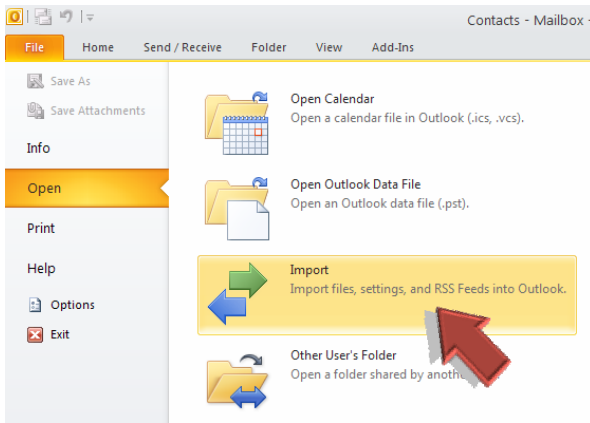 Contacts - Mailbox -
File Home Send / Receive Folder View Add-Ins
Save As
Save Attachments
Info
Open
Print
Help
Options
Exit
Open Calendar
Open a calendar file in Outlook (.ics, .vcs).
Open Outlook Data File
Open an Outlook data file (.pst).
Import
Import files, settings, and RSS Feeds into Outlook.
Other User's Folder
Open a folder shared by